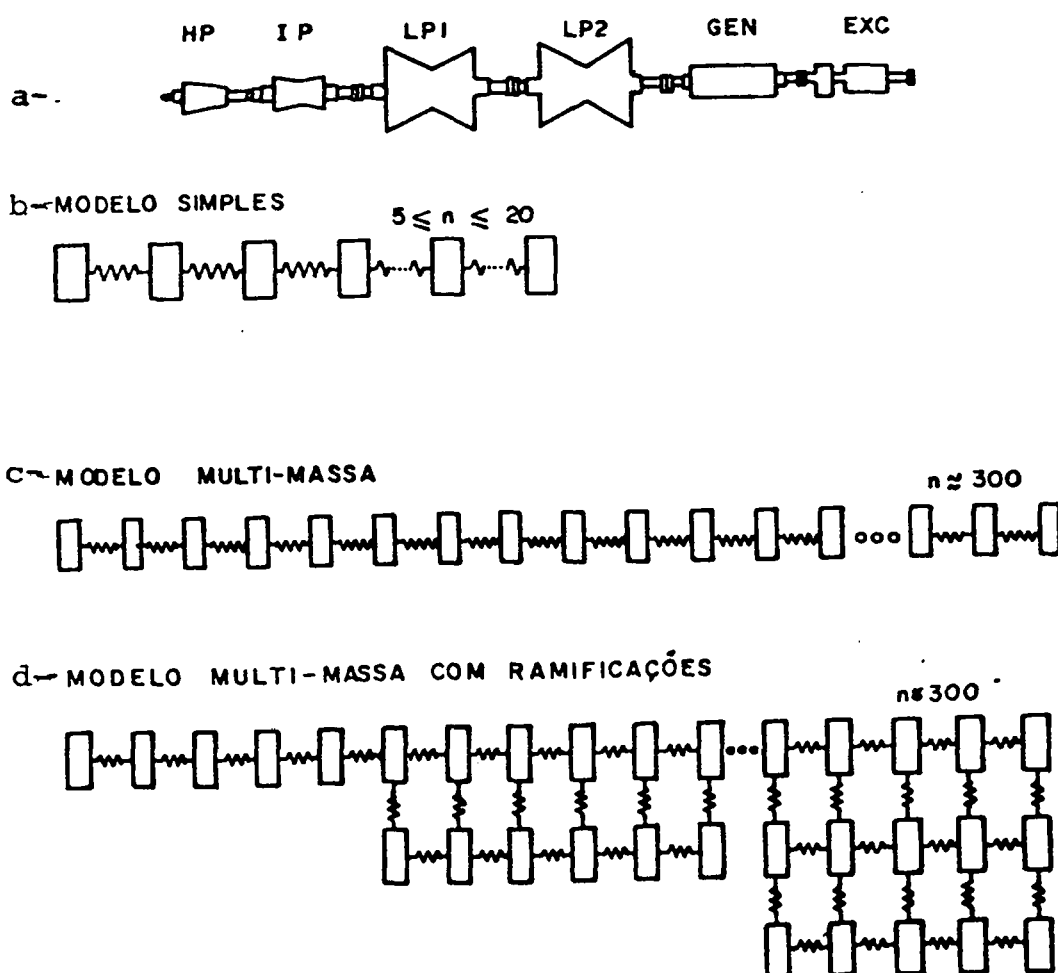 HP IP LP1 LP2 GEN EXC
a-
b-MODELO SIMPLES
5 ≤ n ≤ 20
c-MODELO MULTI-MASSA
n ≈ 300
d-MODELO MULTI-MASSA COM RAMIFICAÇÕES
n≈300